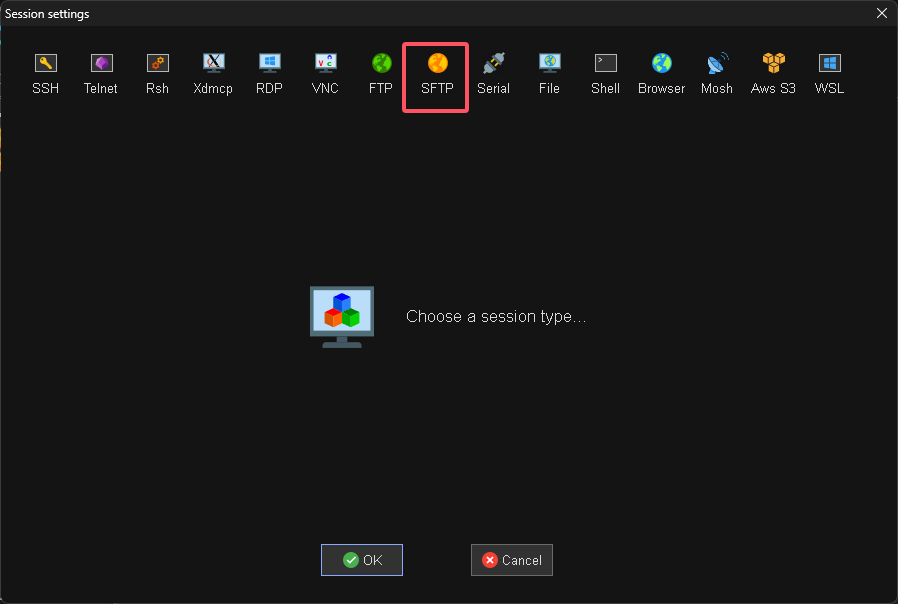 Session settings
SSH Telnet Rsh Xdmcp RDP VNC FTP SFTP Serial File Shell Browser Mosh Aws S3 WSL
Choose a session type...
OK Cancel